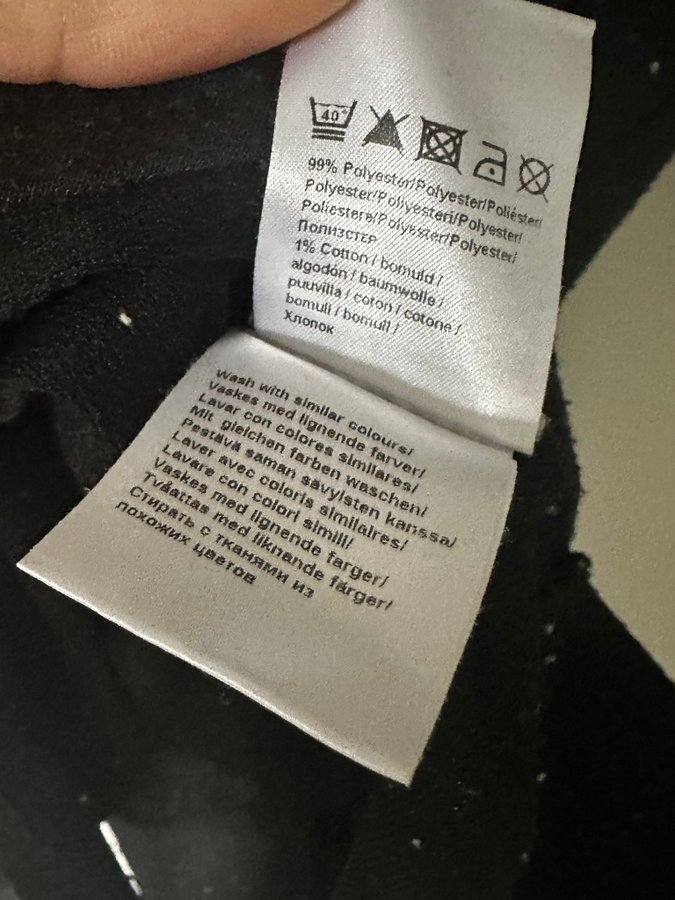 40°
99% Polyester/Polyester/Poliéster/
Polyester/Polyesteri/Polyester/
Poliestere/Polyester/Polyester/
Полиэстер
1% Cotton / bomuld /
algodón / baumwolle /
puuvilla / coton / cotone /
bomull / bomull /
Хлопок
Wash with similar colours/
Vaskes med lignende farver/
Lavar con colores similares/
Mit gleichen farben waschen/
Pestävä saman sävyisten kanssa/
Laver avec coloris similaires/
Lavare con colori simili/
Vaskes med lignende farger/
Tvättas med liknande färger/
Стирать с тканями из
похожих цветов